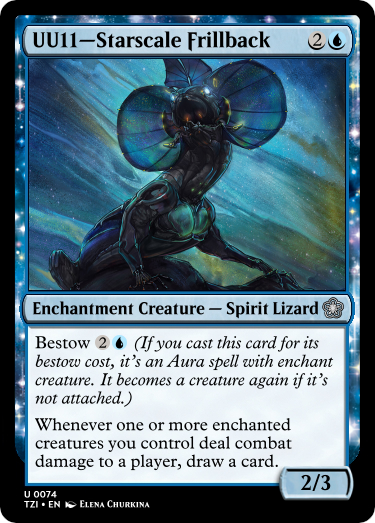 UU11—Starscale Frillback 2
Enchantment Creature — Spirit Lizard
Bestow 2 (If you cast this card for its
bestow cost, it's an Aura spell with enchant
creature. It becomes a creature again if it's
not attached.)
Whenever one or more enchanted
creatures you control deal combat
damage to a player, draw a card.
2/3
U 0074
TZI • EN Elena Churkina